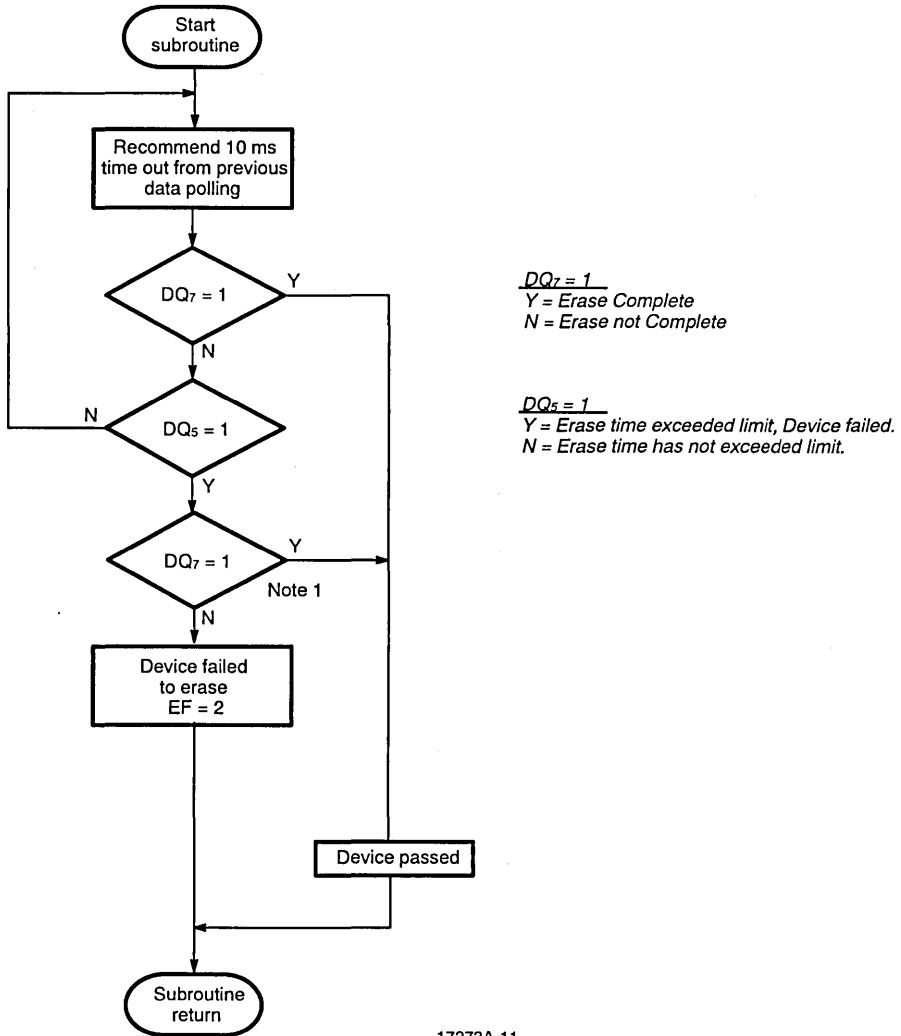 Start
subroutine
Recommend 10 ms
time out from previous
data polling
DQ7 = 1
Y
N
DQ5 = 1
N
Y
DQ7 = 1
Y
Note 1
N
Device failed
to erase
EF = 2
Device passed
Subroutine
return
DQ7 = 1
Y = Erase Complete
N = Erase not Complete
DQ5 = 1
Y = Erase time exceeded limit, Device failed.
N = Erase time has not exceeded limit.
17273A-11